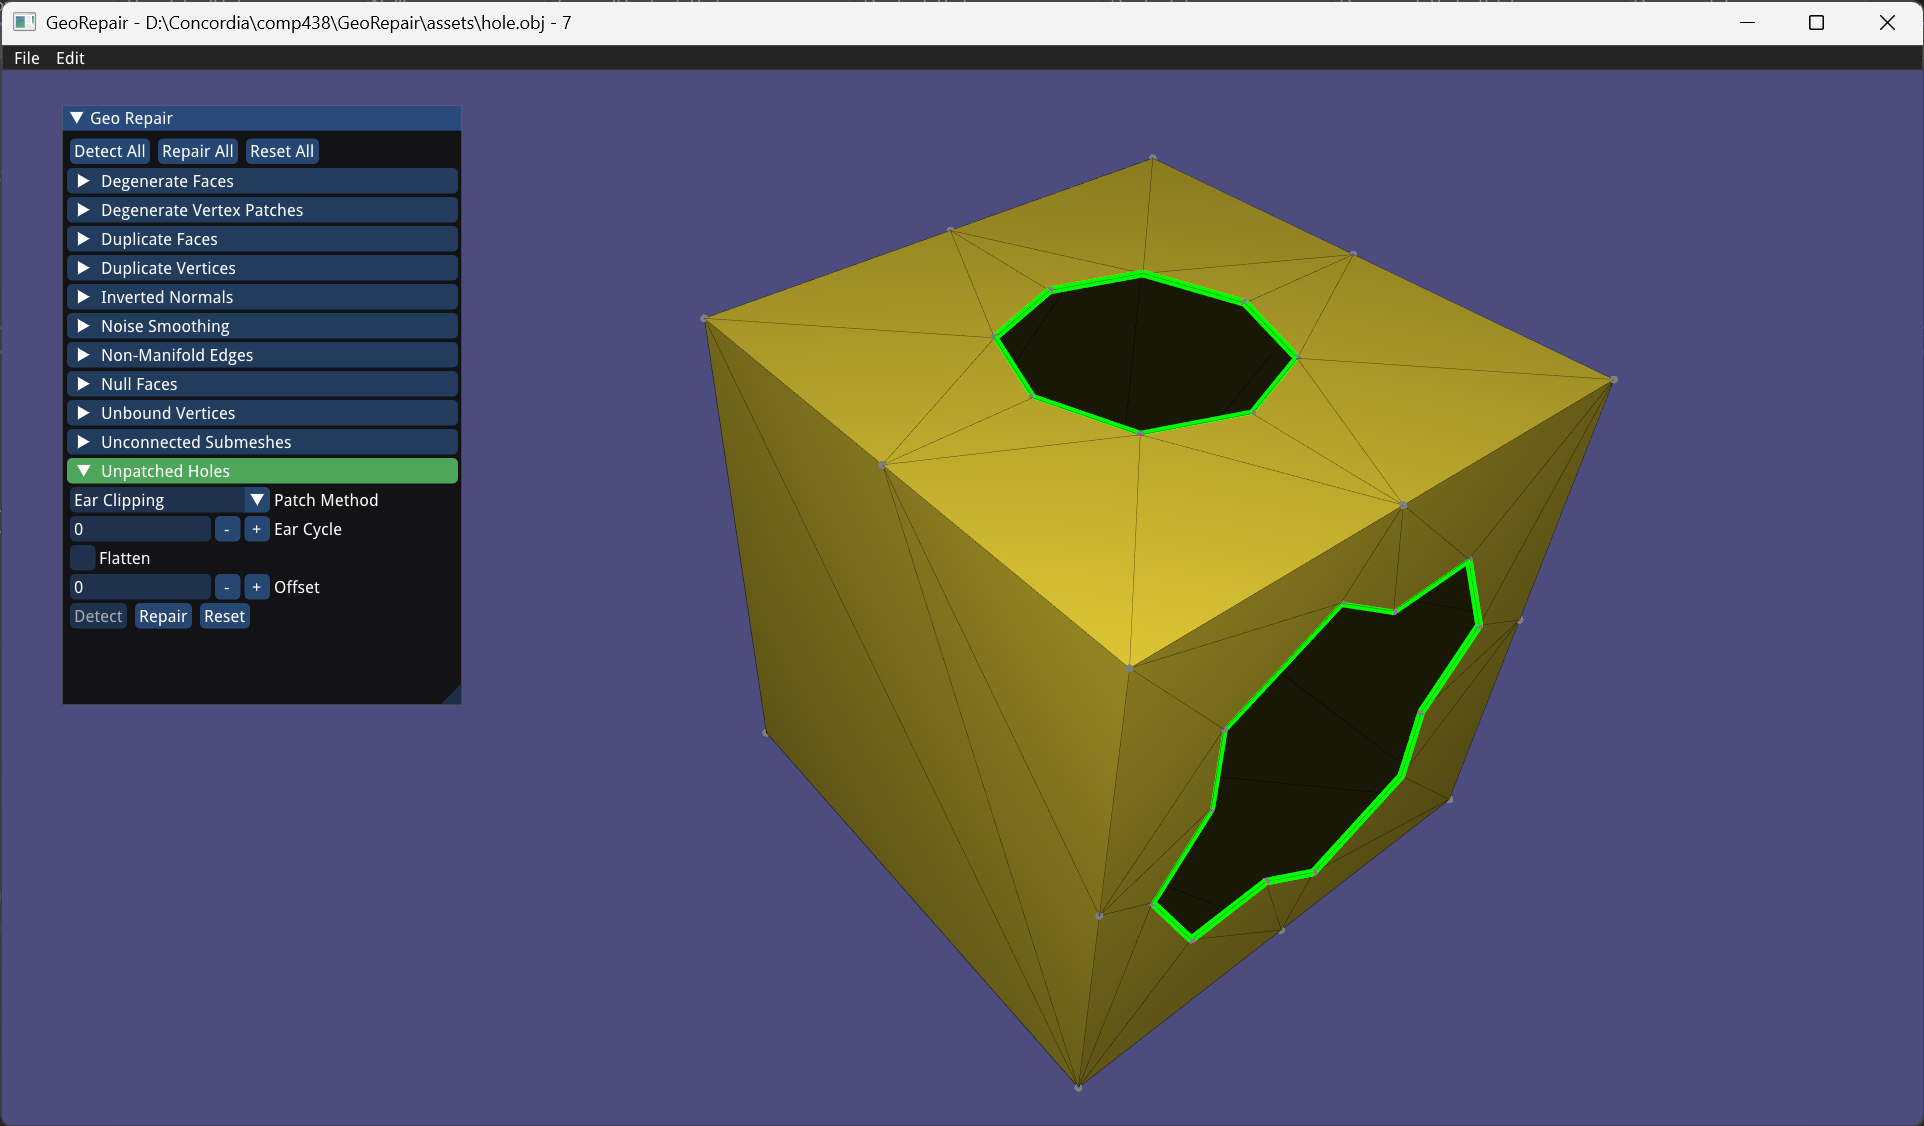 GeoRepair - D:\Concordia\comp438\GeoRepair\assets\hole.obj - 7
File Edit
Geo Repair
Detect All Repair All Reset All
Degenerate Faces
Degenerate Vertex Patches
Duplicate Faces
Duplicate Vertices
Inverted Normals
Noise Smoothing
Non-Manifold Edges
Null Faces
Unbound Vertices
Unconnected Submeshes
Unpatched Holes
Ear Clipping Patch Method
0 - + Ear Cycle
Flatten
0 - + Offset
Detect Repair Reset